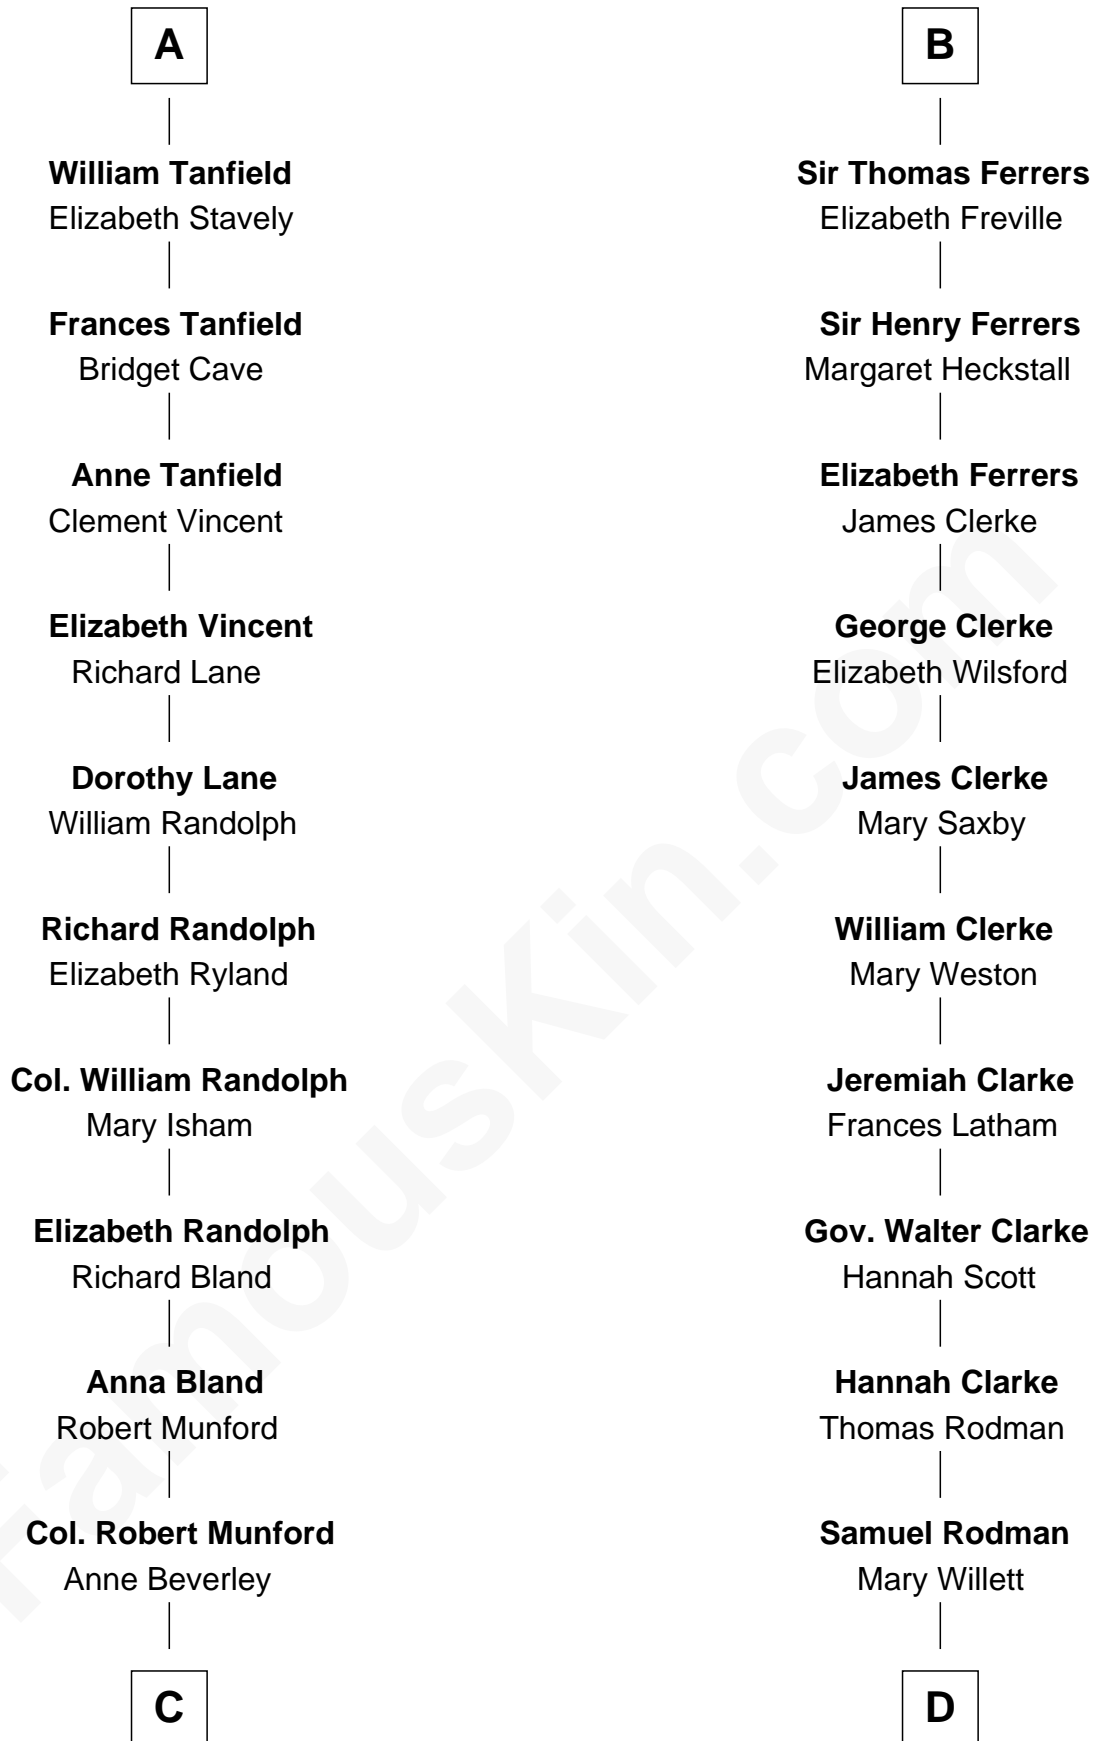 A
William Tanfield
Elizabeth Stavely
Frances Tanfield
Bridget Cave
Anne Tanfield
Clement Vincent
Elizabeth Vincent
Richard Lane
Dorothy Lane
William Randolph
Richard Randolph
Elizabeth Ryland
Col. William Randolph
Mary Isham
Elizabeth Randolph
Richard Bland
Anna Bland
Robert Munford
Col. Robert Munford
Anne Beverley
C
B
Sir Thomas Ferrers
Elizabeth Freville
Sir Henry Ferrers
Margaret Heckstall
Elizabeth Ferrers
James Clerke
George Clerke
Elizabeth Wilsford
James Clerke
Mary Saxby
William Clerke
Mary Weston
Jeremiah Clarke
Frances Latham
Gov. Walter Clarke
Hannah Scott
Hannah Clarke
Thomas Rodman
Samuel Rodman
Mary Willett
D
FamousKin.com